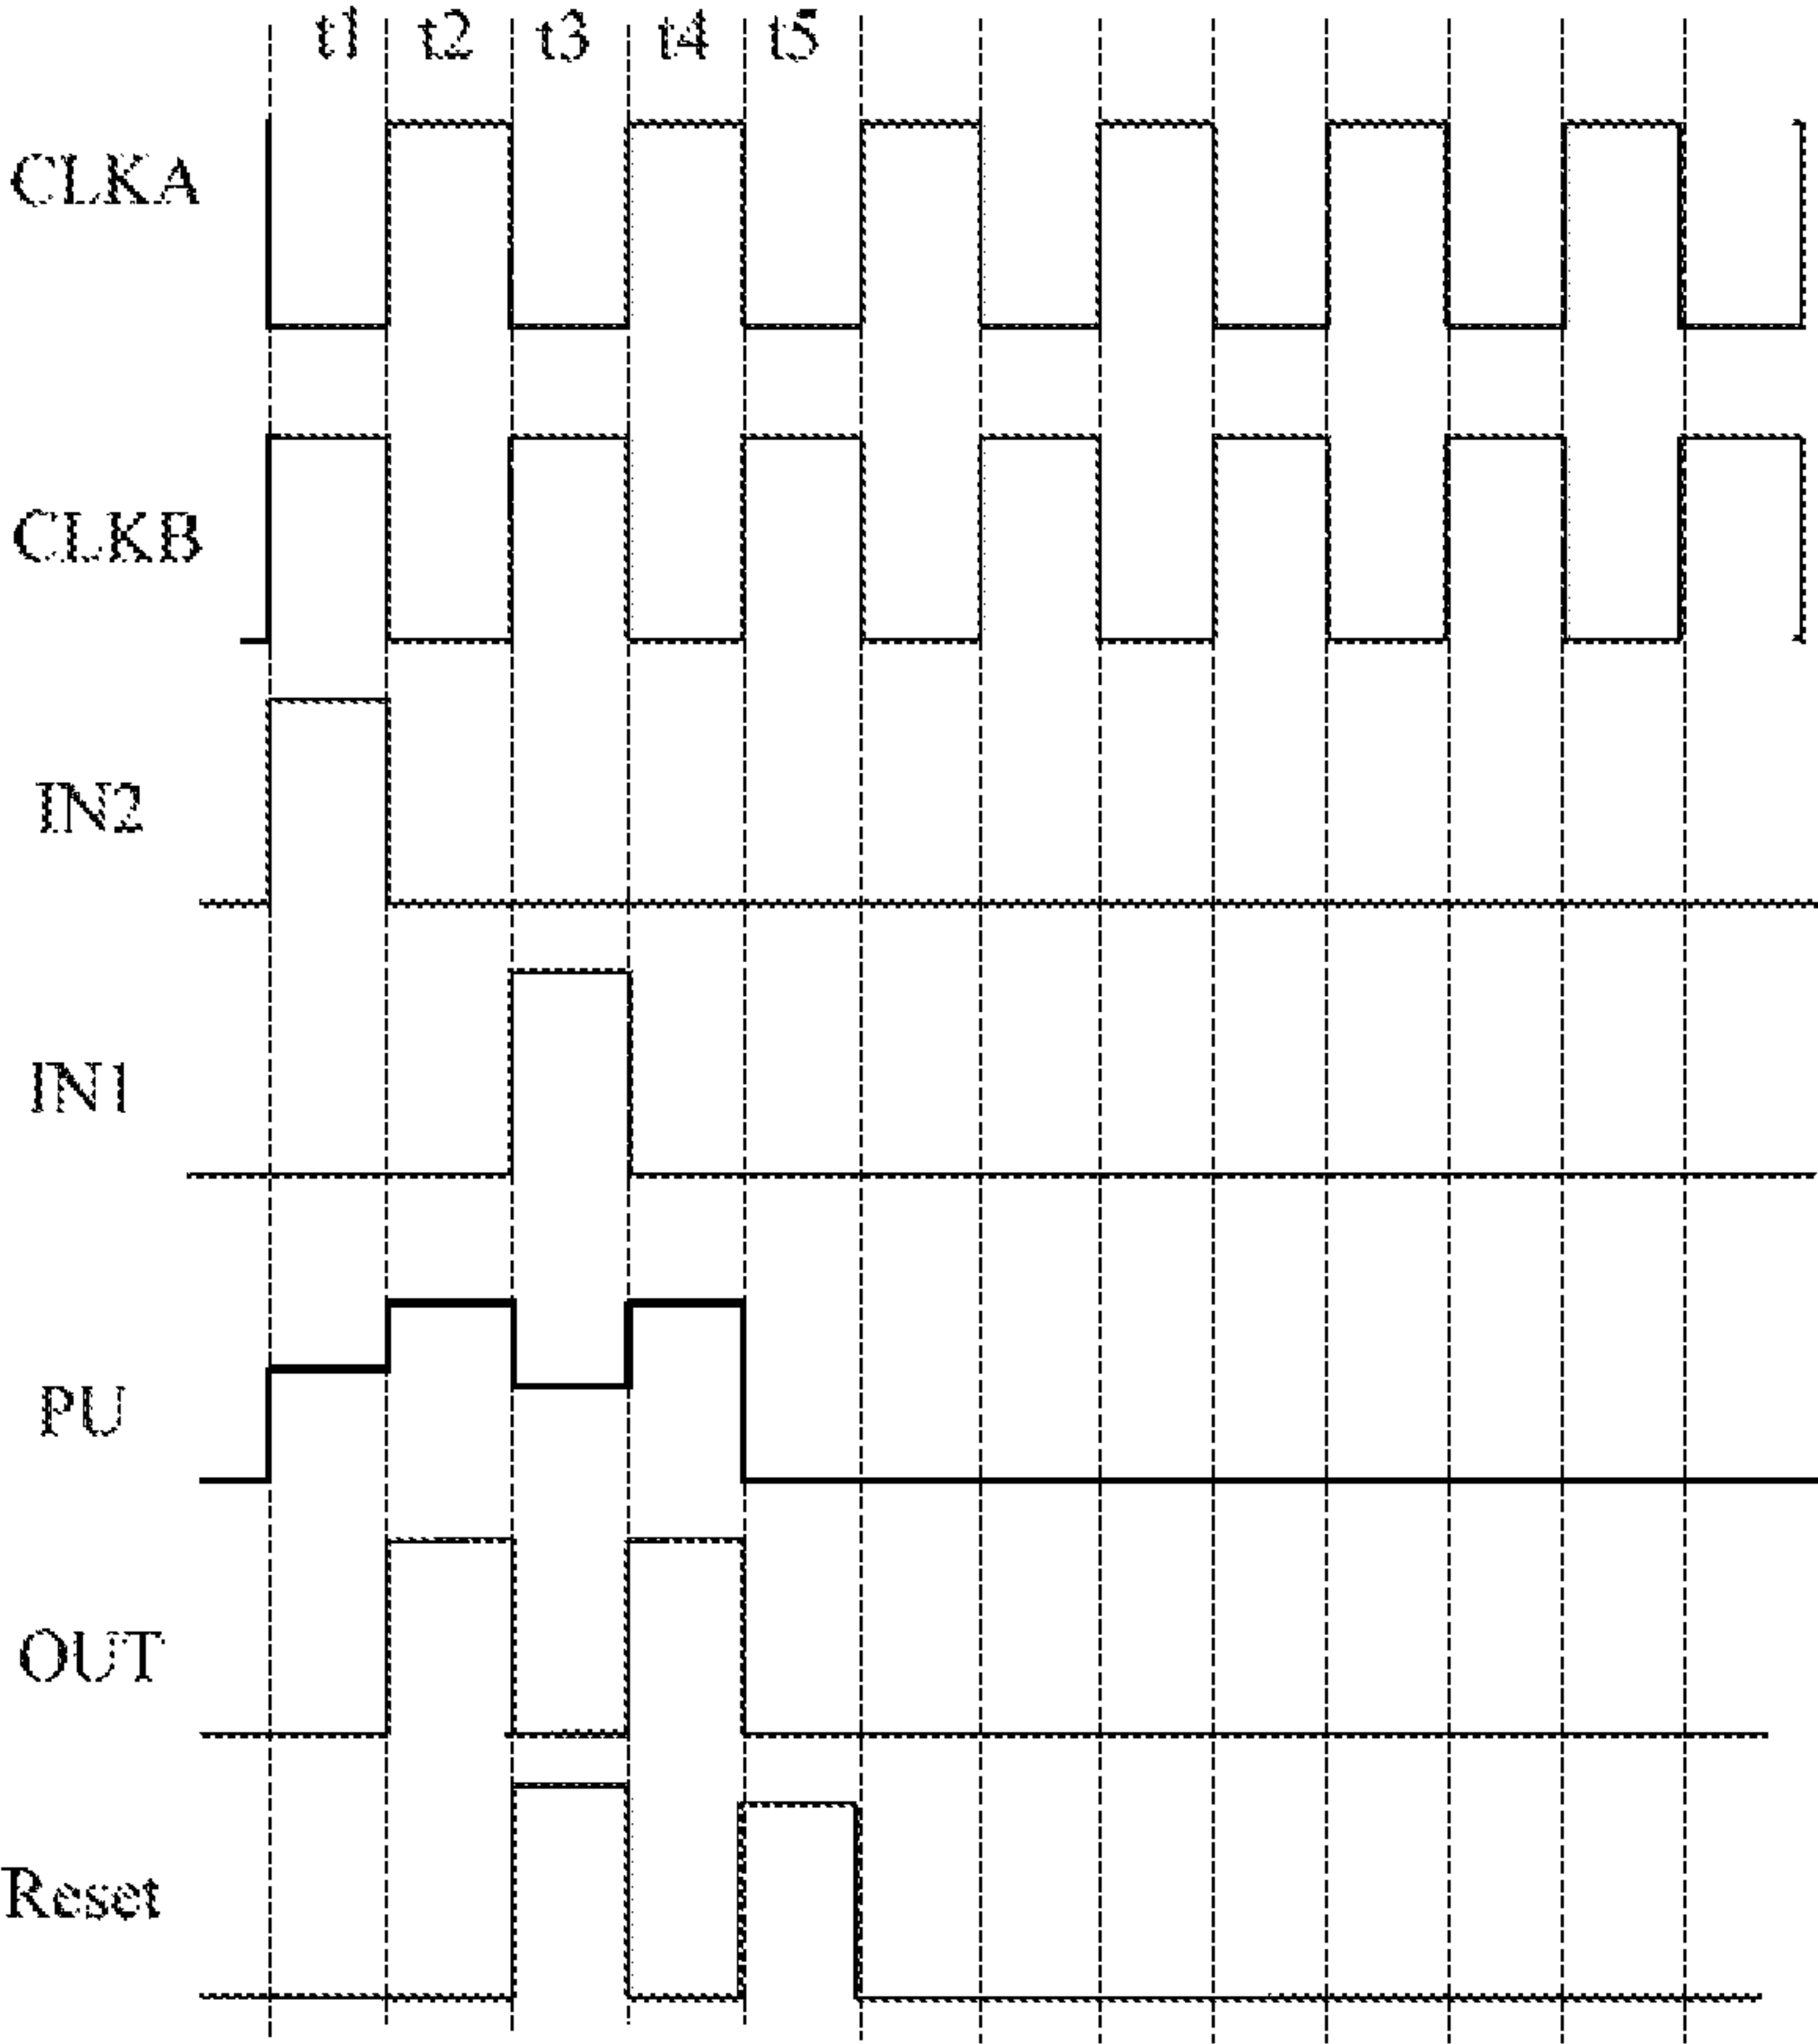 t1 t2 t3 t4 t5
CLKA
CLKB
IN2
IN1
PU
OUT
Reset